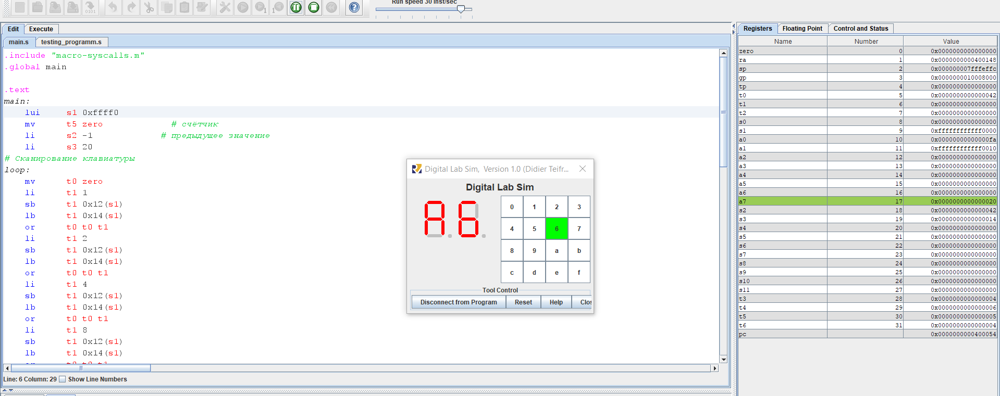 Run speed 30 inst/sec
Edit Execute
main.s testing_programm.s
.include "macro-syscalls.m"
.global main
.text
main:
lui s1 0xffff0
mv t5 zero # счётчик
li s2 -1 # предыдущее значение
li s3 20
# Сканирование клавиатуры
loop:
mv t0 zero
li t1 1
sb t1 0x12(s1)
lb t1 0x14(s1)
or t0 t0 t1
li t1 2
sb t1 0x12(s1)
lb t1 0x14(s1)
or t0 t0 t1
li t1 4
sb t1 0x12(s1)
lb t1 0x14(s1)
or t0 t0 t1
li t1 8
sb t1 0x12(s1)
lb t1 0x14(s1)
Line: 6 Column: 29 Show Line Numbers
Digital Lab Sim, Version 1.0 (Didier Teifr...
Digital Lab Sim
0 1 2 3
4 5 6 7
8 9 a b
c d e f
Tool Control
Disconnect from Program Reset Help Clos
Registers Floating Point Control and Status
Name Number Value
zero 0 0x0000000000000000
ra 1 0x0000000000400148
sp 2 0x000000007fffeffc
gp 3 0x0000000010008000
tp 4 0x0000000000000000
t0 5 0x0000000000000042
t1 6 0x0000000000000000
t2 7 0x0000000000000000
s0 8 0x0000000000000000
s1 9 0xffffffffffff0000
a0 10 0x00000000000000fa
a1 11 0xffffffffffff0010
a2 12 0x0000000000000000
a3 13 0x0000000000000000
a4 14 0x0000000000000000
a5 15 0x0000000000000000
a6 16 0x0000000000000000
a7 17 0x0000000000000020
s2 18 0x0000000000000042
s3 19 0x0000000000000014
s4 20 0x0000000000000000
s5 21 0x0000000000000000
s6 22 0x0000000000000000
s7 23 0x0000000000000000
s8 24 0x0000000000000000
s9 25 0x0000000000000000
s10 26 0x0000000000000000
s11 27 0x0000000000000000
t3 28 0x0000000000000004
t4 29 0x0000000000000006
t5 30 0x0000000000000005
t6 31 0x0000000000000004
pc 0x0000000000400054